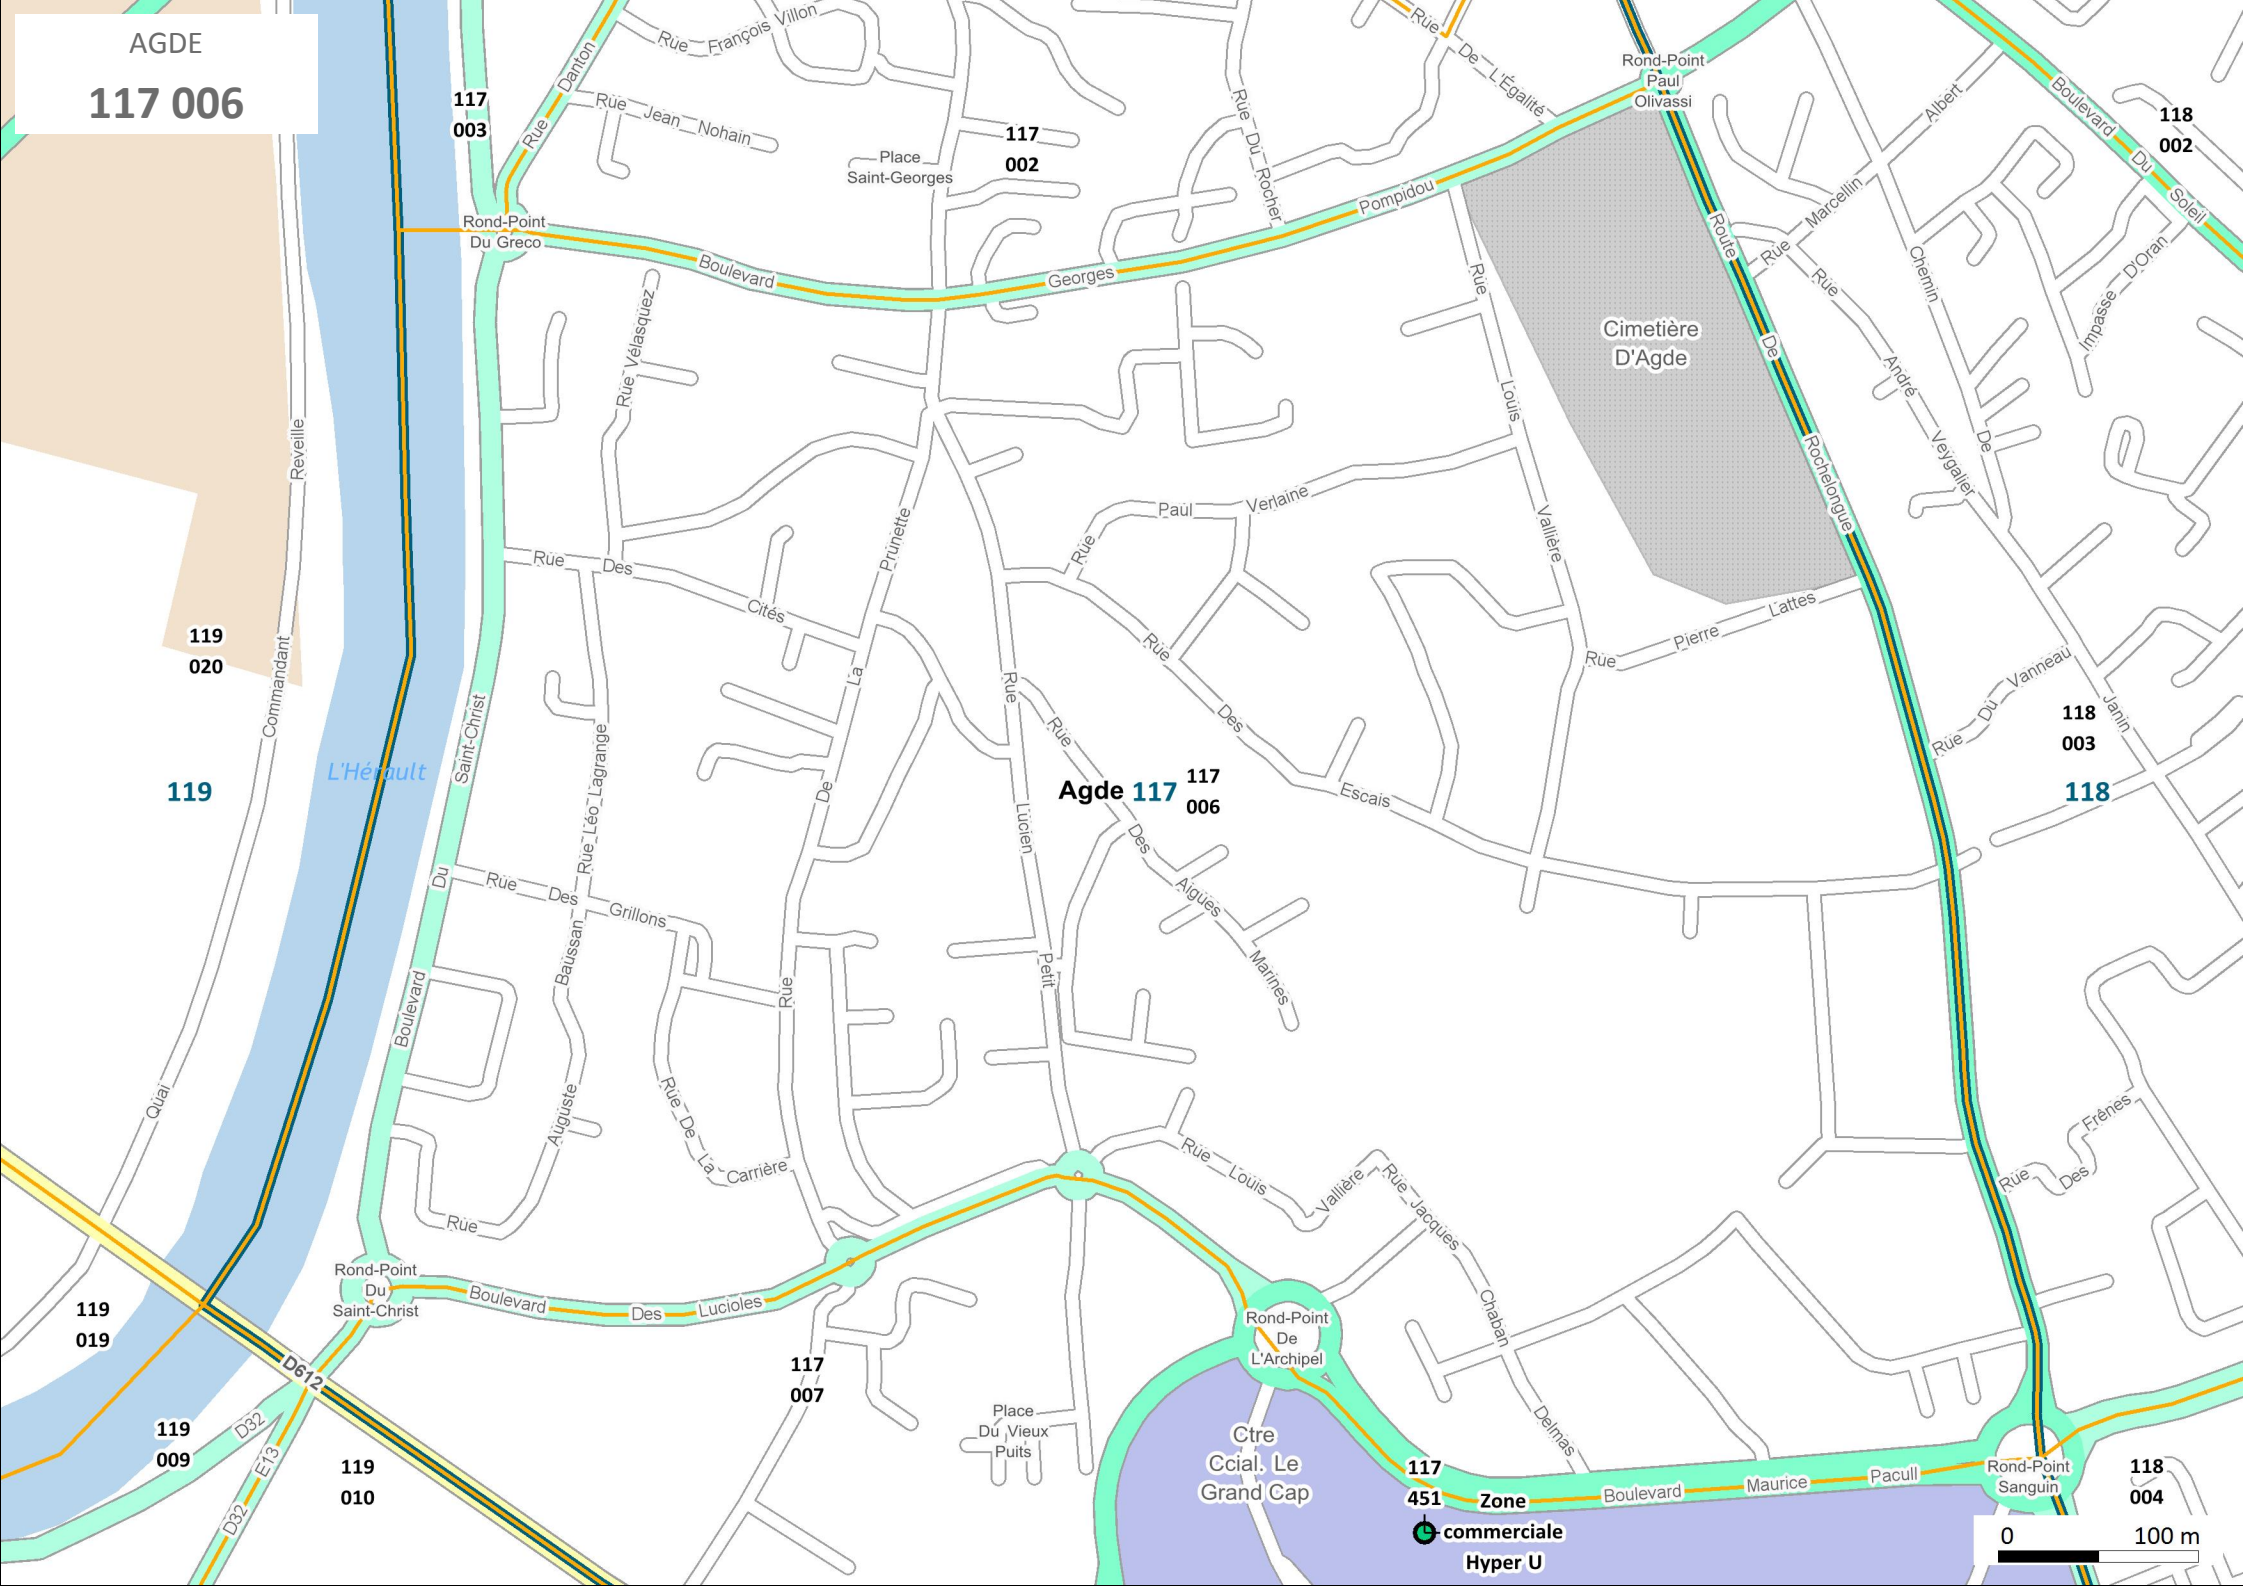 AGDE
117 006
Rue François Villon
Rue Danton
Rue Jean Nohain
117
003
Place
Saint-Georges
117
002
Rue Du Rocher
Rue De L'Égalité
Rond-Point
Paul
Olivassi
Rue Marcellin Albert
Boulevard Du Soleil
118
002
Rond-Point
Du Greco
Boulevard Georges Pompidou
Rue Vélasquez
Rue Louis Vallière
Cimetière
D'Agde
Route De Rochelongue
Rue André Veygalier
Chemin De Janin
Impasse D'Oran
Quai Commandant Reveille
Rue Des Cités
Rue De La Prunette
Rue Paul Verlaine
Rue Pierre Lattes
119
020
119
L'Hérault
Boulevard Du Saint-Christ
Rue Léo Lagrange
Rue Lucien Petit
Rue Des Escais
Rue Des Aigues Marines
Agde 117
117
006
Rue Du Vanneau
118
003
118
Rue Des Grillons
Rue Auguste Baussan
Rue De La Carrière
Rue Louis Vallière
Rue Jacques Chaban Delmas
Rue Des Frênes
Rond-Point
Du
Saint-Christ
Boulevard Des Lucioles
Rond-Point
De
L'Archipel
119
019
D612
117
007
Place
Du Vieux
Puits
119
009
D32
E13
D32
119
010
Ctre
Ccial. Le
Grand Cap
117
451
Zone
commerciale
Hyper U
Boulevard Maurice Pacull
Rond-Point
Sanguin
118
004
0 100 m